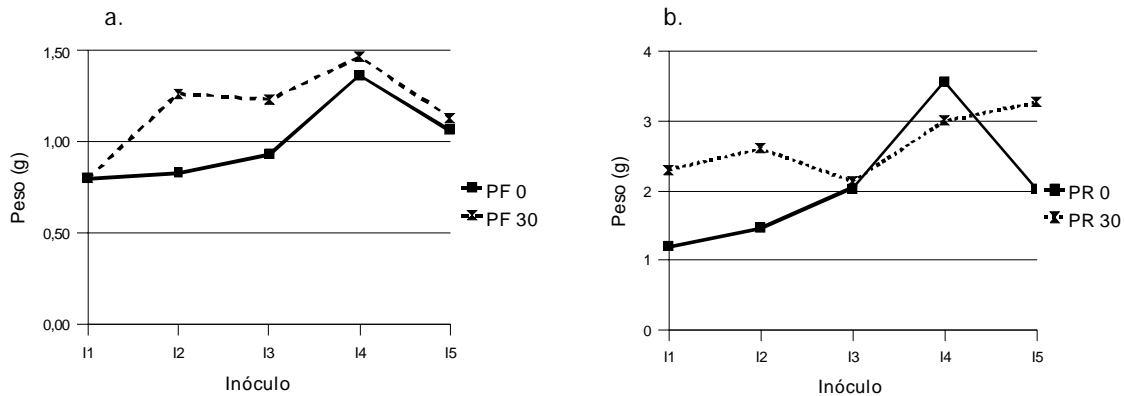 a.
1,50
1,00
0,50
0,00
Peso (g)
I1 I2 I3 I4 I5
Inóculo
PF 0
PF 30
b.
4
3
2
1
0
Peso (g)
I1 I2 I3 I4 I5
Inóculo
PR 0
PR 30